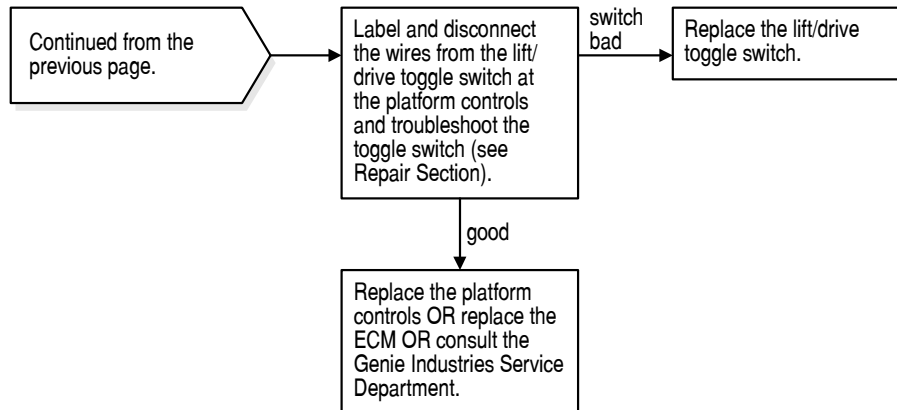 Continued from the
previous page.
Label and disconnect
the wires from the lift/
drive toggle switch at
the platform controls
and troubleshoot the
toggle switch (see
Repair Section).
switch
bad
Replace the lift/drive
toggle switch.
good
Replace the platform
controls OR replace the
ECM OR consult the
Genie Industries Service
Department.